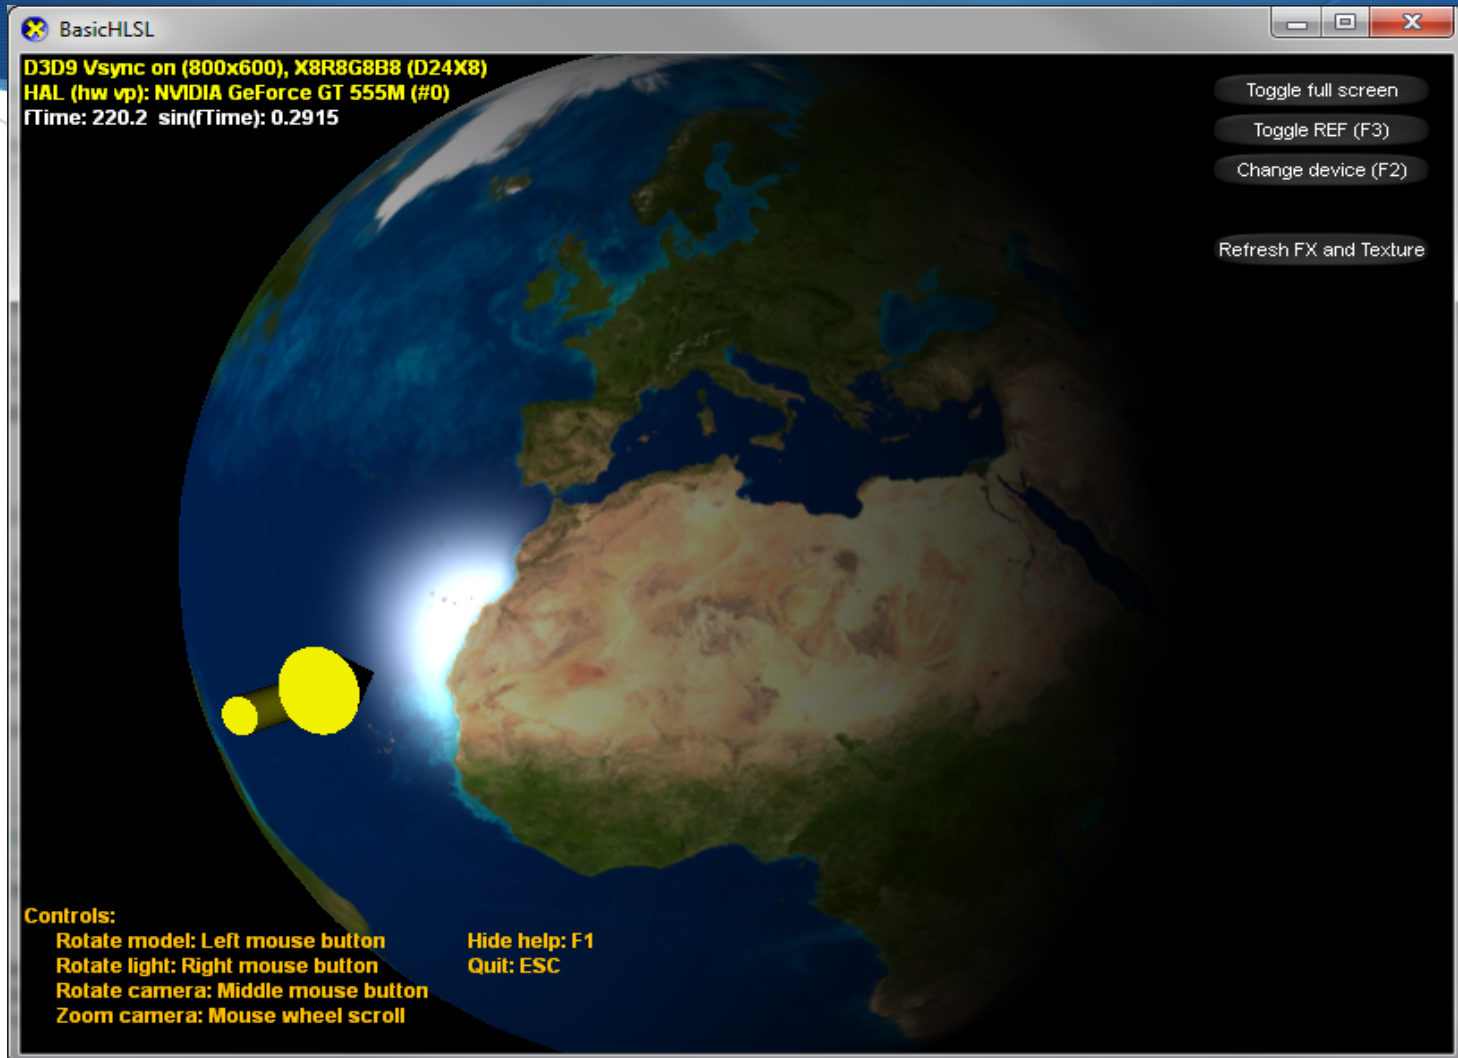 BasicHLSL
D3D9 Vsync on (800x600), X8R8G8B8 (D24X8)
HAL (hw vp): NVIDIA GeForce GT 555M (#0)
fTime: 220.2 sin(fTime): 0.2915
Toggle full screen
Toggle REF (F3)
Change device (F2)
Refresh FX and Texture
Controls:
Rotate model: Left mouse button
Rotate light: Right mouse button
Rotate camera: Middle mouse button
Zoom camera: Mouse wheel scroll
Hide help: F1
Quit: ESC